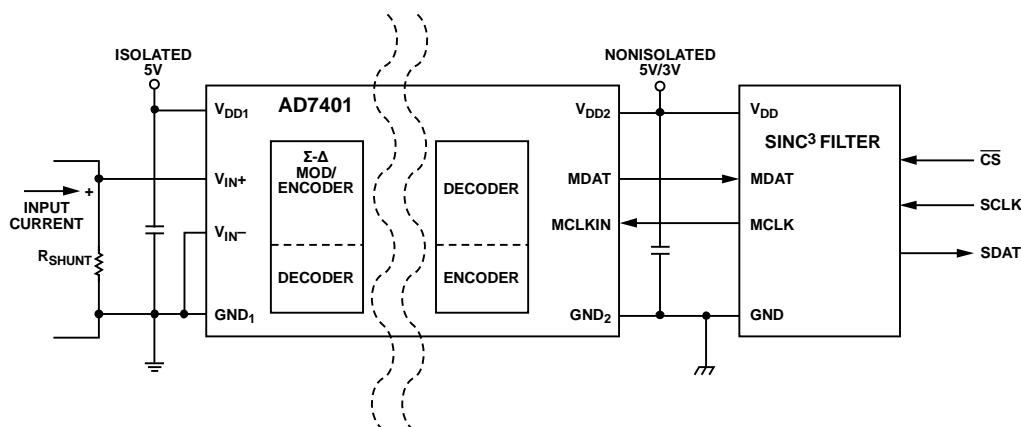 ISOLATED
5V
NONISOLATED
5V/3V
AD7401
VDD1
VDD2
VDD
SINC³ FILTER
Σ-Δ
MOD/
ENCODER
DECODER
CS
VIN+
MDAT
MDAT
INPUT
CURRENT
+
SCLK
VIN–
MCLKIN
MCLK
RSHUNT
DECODER
ENCODER
SDAT
GND1
GND2
GND